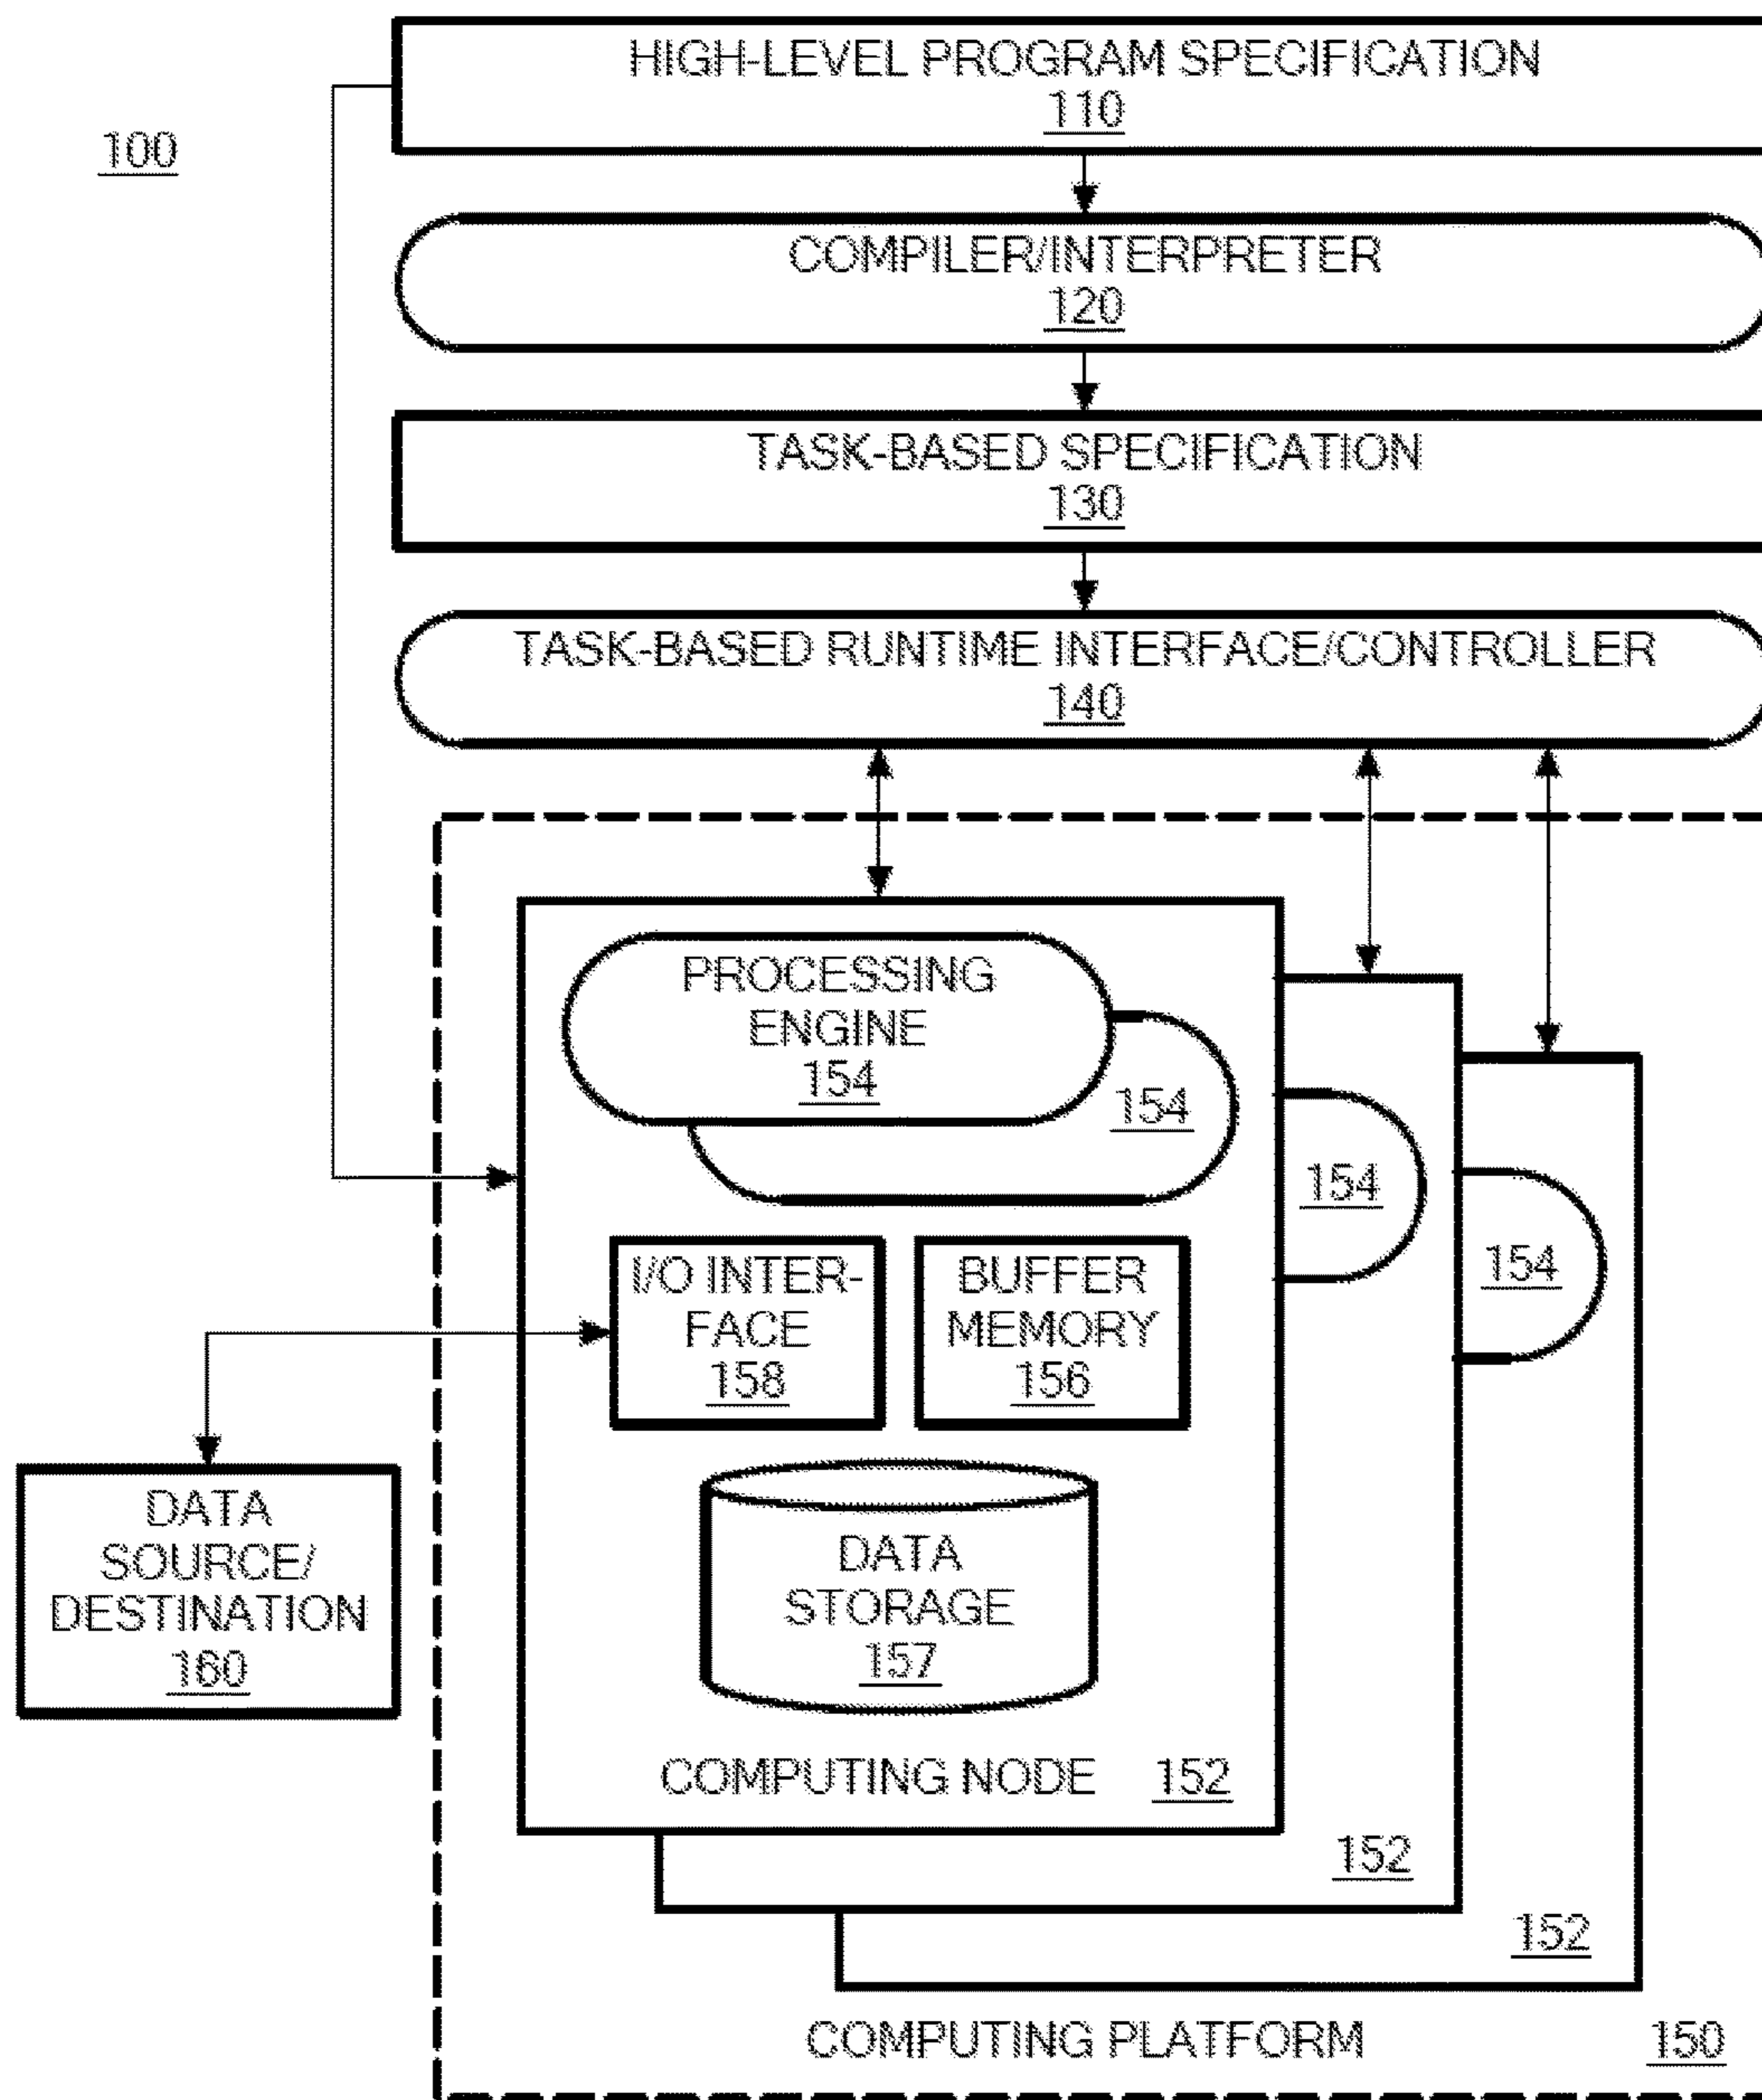 HIGH-LEVEL PROGRAM SPECIFICATION
110
100
COMPILER/INTERPRETER
120
TASK-BASED SPECIFICATION
130
TASK-BASED RUNTIME INTERFACE/CONTROLLER
140
PROCESSING
ENGINE
154
154
154
154
I/O INTER-
FACE
158
BUFFER
MEMORY
156
DATA
SOURCE/
DESTINATION
160
DATA
STORAGE
157
COMPUTING NODE 152
152
152
COMPUTING PLATFORM 150